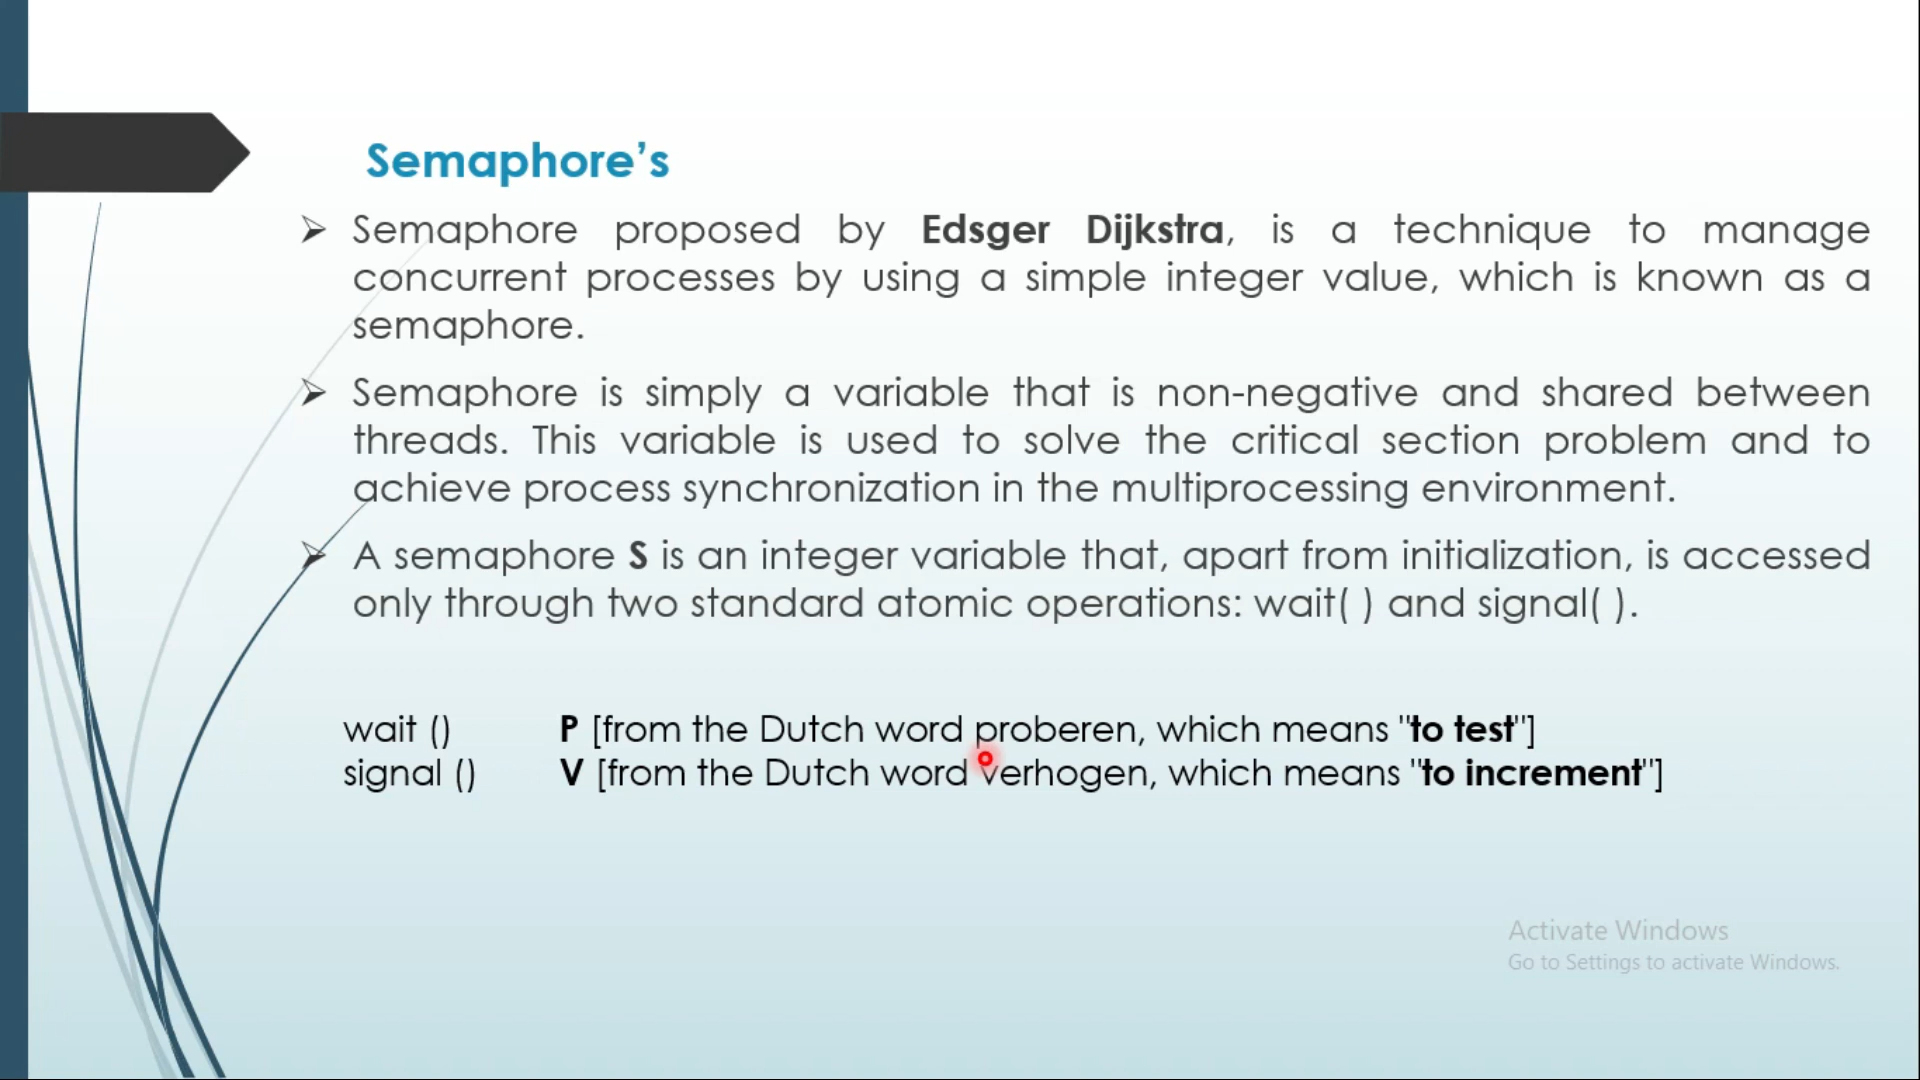 Semaphore’s
Semaphore proposed by Edsger Dijkstra, is a technique to manage
concurrent processes by using a simple integer value, which is known as a
semaphore.
Semaphore is simply a variable that is non-negative and shared between
threads. This variable is used to solve the critical section problem and to
achieve process synchronization in the multiprocessing environment.
A semaphore S is an integer variable that, apart from initialization, is accessed
only through two standard atomic operations: wait( ) and signal( ).
wait () P [from the Dutch word proberen, which means "to test"]
signal () V [from the Dutch word verhogen, which means "to increment"]
Activate Windows
Go to Settings to activate Windows.